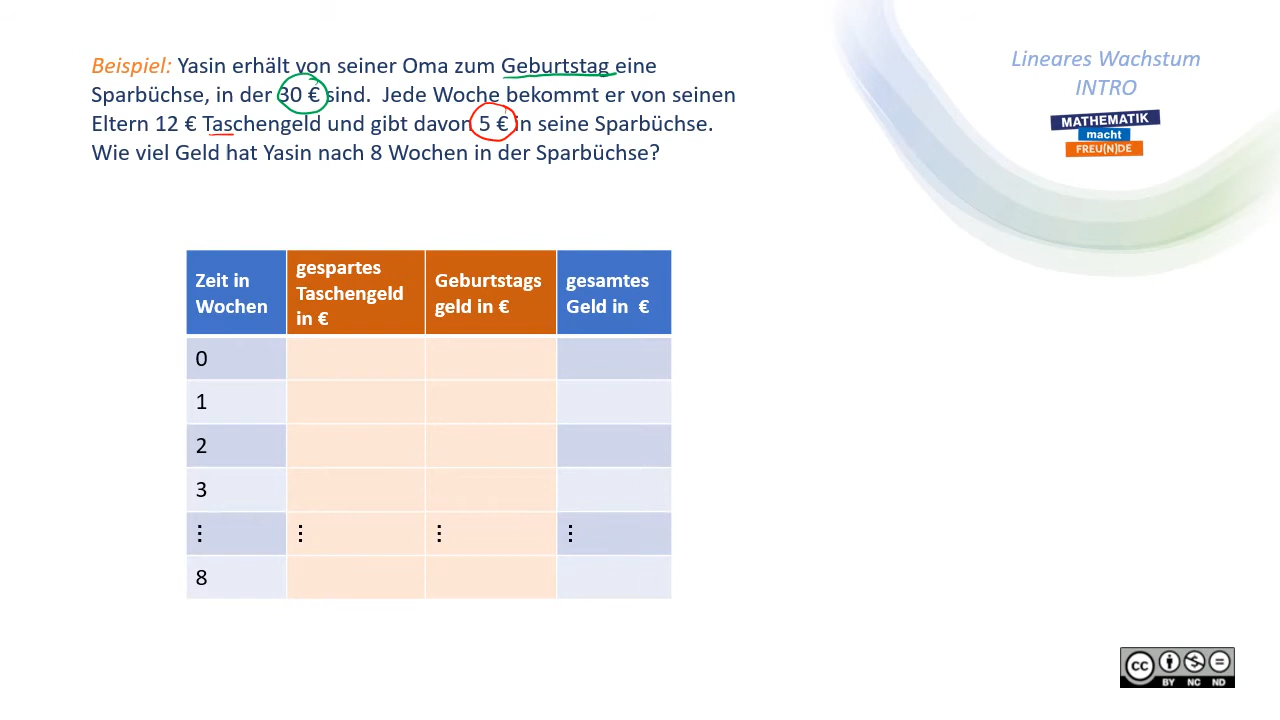 Beispiel: Yasin erhält von seiner Oma zum Geburtstag eine
Sparbüchse, in der 30 € sind. Jede Woche bekommt er von seinen
Eltern 12 € Taschengeld und gibt davon 5 € in seine Sparbüchse.
Wie viel Geld hat Yasin nach 8 Wochen in der Sparbüchse?
Lineares Wachstum
INTRO
MATHEMATIK
macht
FREU(N)DE
Zeit in
Wochen
gespartes
Taschengeld
in €
Geburtstags
geld in €
gesamtes
Geld in €
0
1
2
3
⋮ ⋮ ⋮ ⋮
8
cc
BY NC ND